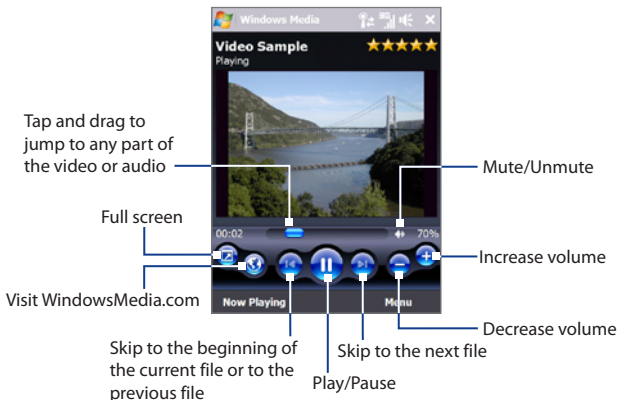 Windows Media
3G
Video Sample
Playing
Tap and drag to
jump to any part of
the video or audio
Mute/Unmute
Full screen
00:02
70%
Increase volume
Visit WindowsMedia.com
Now Playing
Menu
Decrease volume
Skip to the beginning of
the current file or to the
previous file
Skip to the next file
Play/Pause